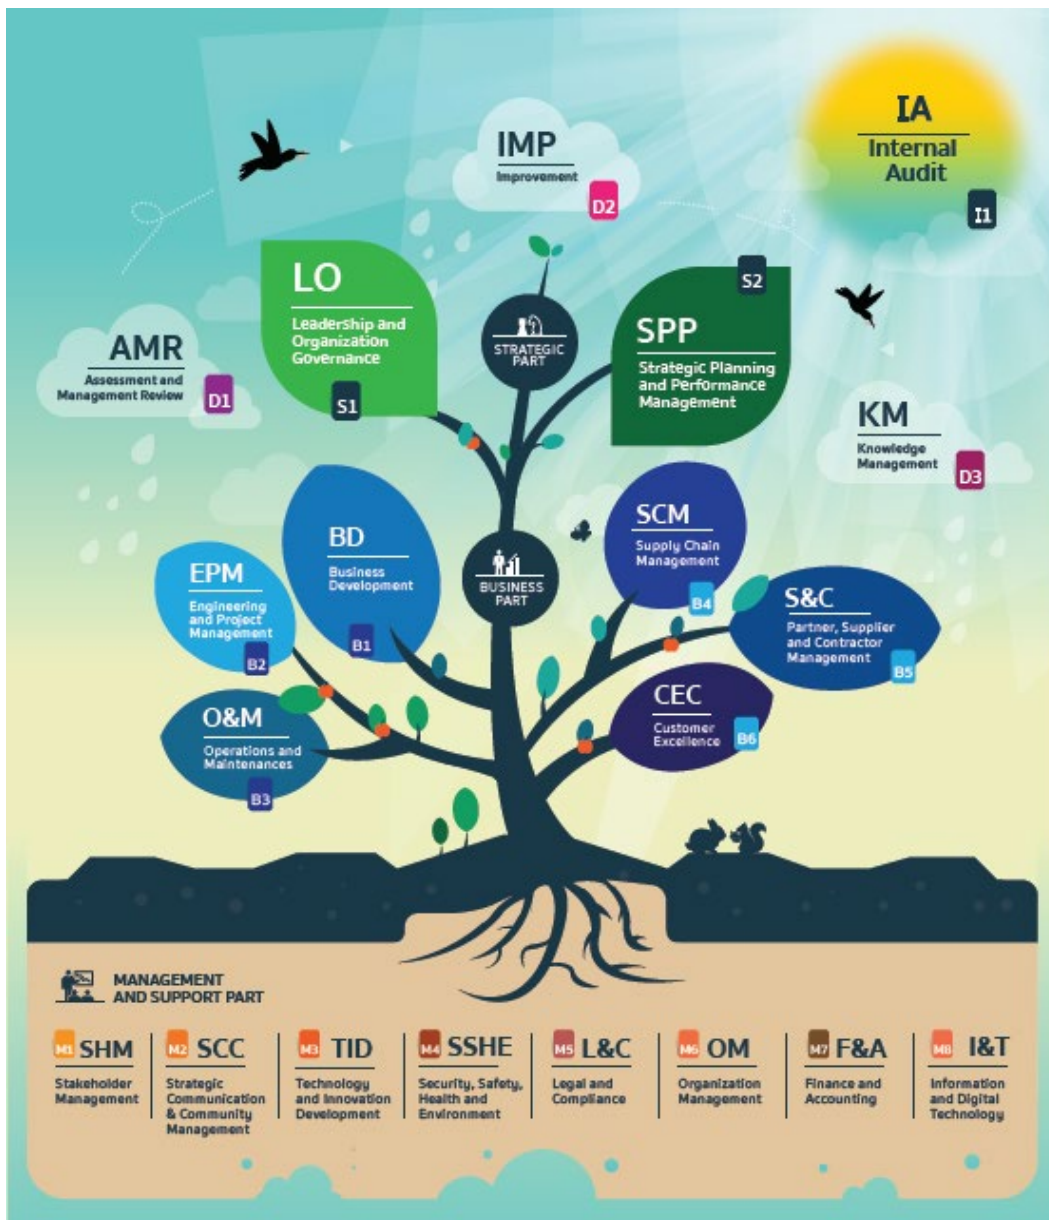 IA
Internal
Audit
I1
IMP
Improvement
D2
LO
Leadership and
Organization
Governance
S1
STRATEGIC
PART
S2
SPP
Strategic Planning
and Performance
Management
AMR
Assessment and
Management Review
D1
KM
Knowledge
Management
D3
BD
Business
Development
B1
SCM
Supply Chain
Management
B4
BUSINESS
PART
EPM
Engineering
and Project
Management
B2
S&C
Partner, Supplier
and Contractor
Management
B5
O&M
Operations and
Maintenances
B3
CEC
Customer
Excellence
B6
MANAGEMENT
AND SUPPORT PART
M1 SHM
Stakeholder
Management
M2 SCC
Strategic
Communication
& Community
Management
M3 TID
Technology
and Innovation
Development
M4 SSHE
Security, Safety,
Health and
Environment
M5 L&C
Legal and
Compliance
M6 OM
Organization
Management
M7 F&A
Finance and
Accounting
M8 I&T
Information
and Digital
Technology